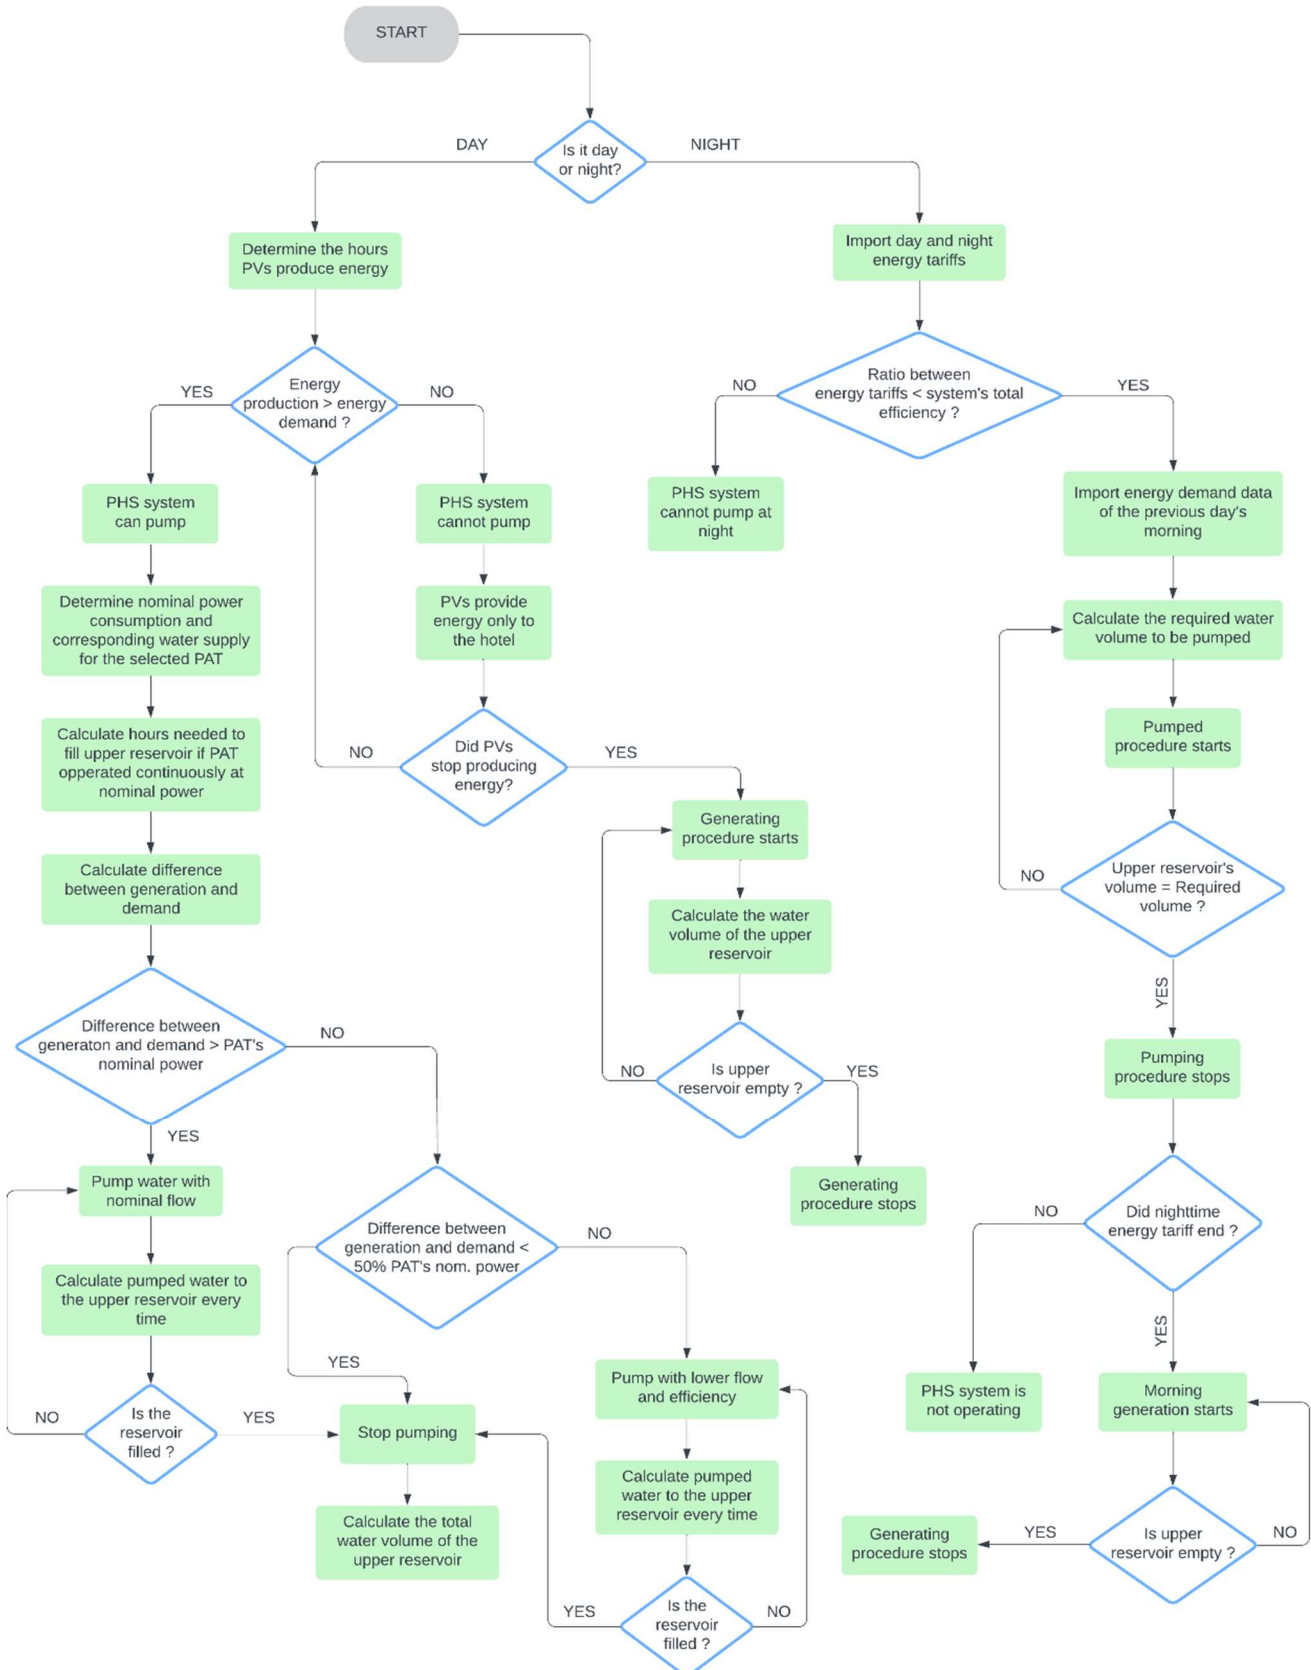 START
DAY
Is it day
or night?
NIGHT
Determine the hours
PVs produce energy
Import day and night
energy tariffs
YES
Energy
production > energy
demand ?
NO
NO
Ratio between
energy tariffs < system's total
efficiency ?
YES
PHS system
can pump
PHS system
cannot pump
PHS system
cannot pump at
night
Import energy demand data
of the previous day's
morning
Determine nominal power
consumption and
corresponding water supply
for the selected PAT
PVs provide
energy only to
the hotel
Calculate the required water
volume to be pumped
Calculate hours needed to
fill upper reservoir if PAT
opperated continuously at
nominal power
NO
Did PVs
stop producing
energy?
YES
Pumped
procedure starts
Generating
procedure starts
Calculate difference
between generation and
demand
NO
Upper reservoir's
volume = Required
volume ?
Calculate the water
volume of the upper
reservoir
YES
Difference between
generaton and demand > PAT's
nominal power
NO
NO
Is upper
reservoir empty ?
YES
Pumping
procedure stops
YES
Pump water with
nominal flow
Generating
procedure stops
Difference between
generation and demand <
50% PAT's nom. power
NO
NO
Did nighttime
energy tariff end ?
Calculate pumped water to
the upper reservoir every
time
YES
YES
Pump with lower flow
and efficiency
PHS system is
not operating
Morning
generation starts
NO
Is the
reservoir
filled ?
YES
Stop pumping
Calculate pumped
water to the upper
reservoir every time
Calculate the total
water volume of the
upper reservoir
Generating
procedure stops
YES
Is upper
reservoir empty ?
NO
YES
Is the
reservoir
filled ?
NO